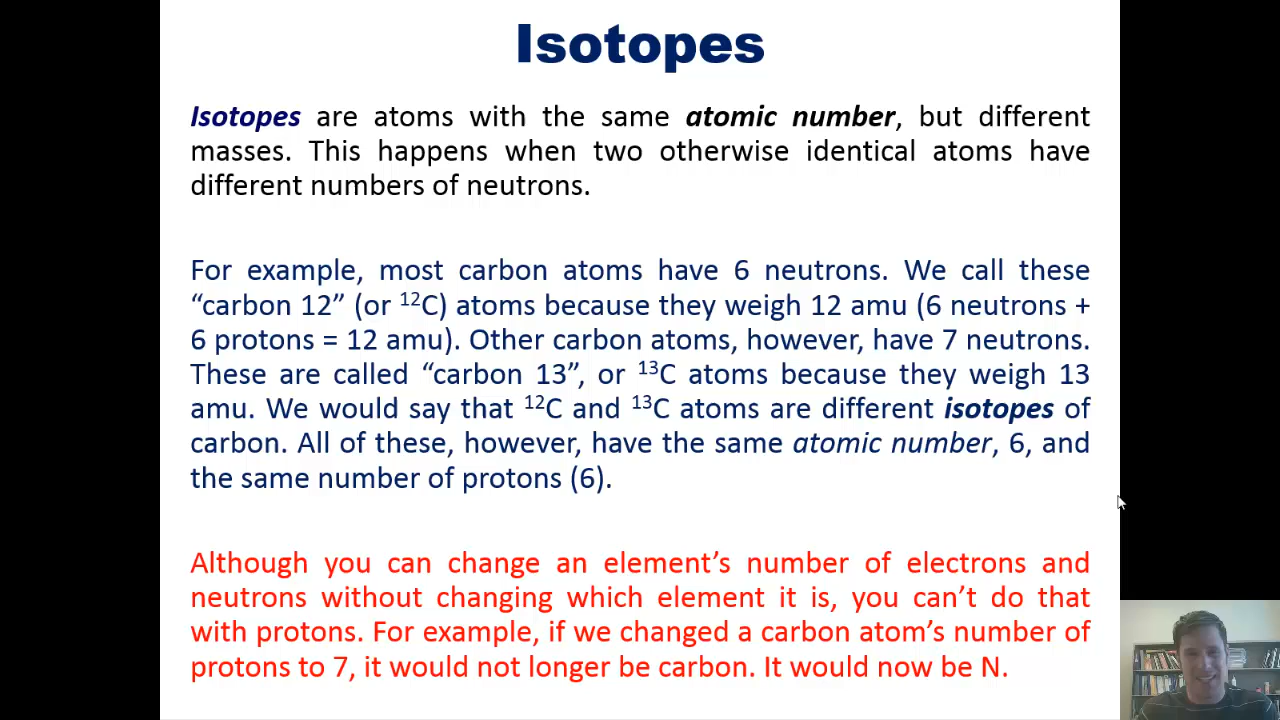 Isotopes
Isotopes are atoms with the same atomic number, but different
masses. This happens when two otherwise identical atoms have
different numbers of neutrons.
For example, most carbon atoms have 6 neutrons. We call these
“carbon 12” (or ¹²C) atoms because they weigh 12 amu (6 neutrons +
6 protons = 12 amu). Other carbon atoms, however, have 7 neutrons.
These are called “carbon 13”, or ¹³C atoms because they weigh 13
amu. We would say that ¹²C and ¹³C atoms are different isotopes of
carbon. All of these, however, have the same atomic number, 6, and
the same number of protons (6).
Although you can change an element’s number of electrons and
neutrons without changing which element it is, you can’t do that
with protons. For example, if we changed a carbon atom’s number of
protons to 7, it would not longer be carbon. It would now be N.